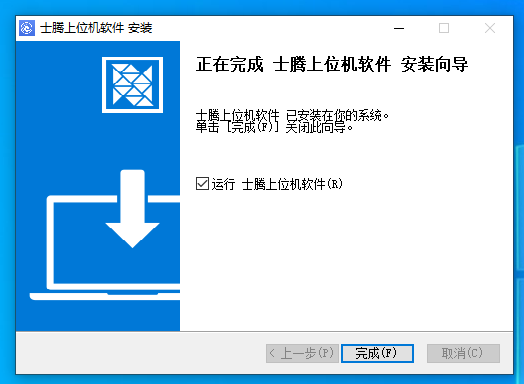 士腾上位机软件 安装
正在完成 士腾上位机软件 安装向导
士腾上位机软件 已安装在你的系统。
单击 [完成(F)] 关闭此向导。
运行 士腾上位机软件(R)
< 上一步(P) 完成(F) 取消(C)